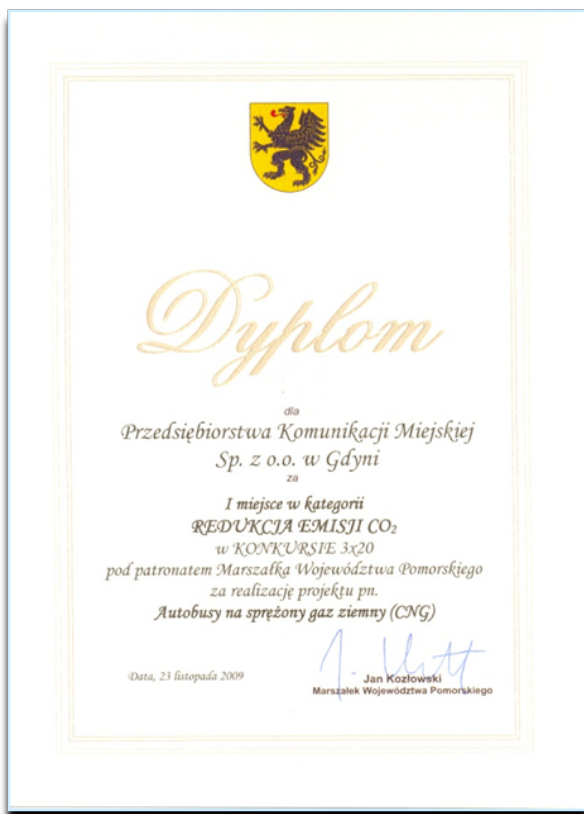 Dyplom
dla
Przedsiębiorstwa Komunikacji Miejskiej
Sp. z o.o. w Gdyni
za
I miejsce w kategorii
REDUKCJA EMISJI CO₂
w KONKURSIE 3x20
pod patronatem Marszałka Województwa Pomorskiego
za realizację projektu pn.
Autobusy na sprężony gaz ziemny (CNG)
Data, 23 listopada 2009
Jan Kozłowski
Marszałek Województwa Pomorskiego